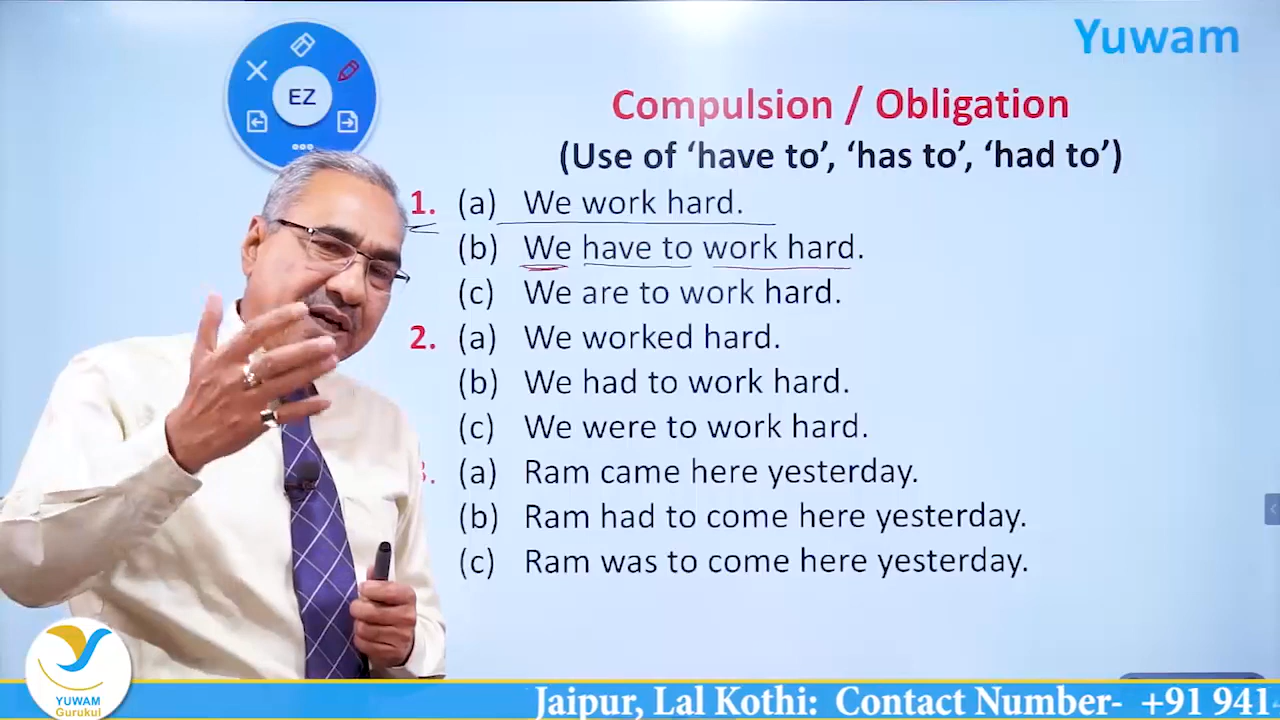 Yuwam
EZ
Compulsion / Obligation
(Use of ‘have to’, ‘has to’, ‘had to’)
1. (a) We work hard.
(b) We have to work hard.
(c) We are to work hard.
2. (a) We worked hard.
(b) We had to work hard.
(c) We were to work hard.
3. (a) Ram came here yesterday.
(b) Ram had to come here yesterday.
(c) Ram was to come here yesterday.
YUWAM
Gurukul
Jaipur, Lal Kothi: Contact Number- +91 941